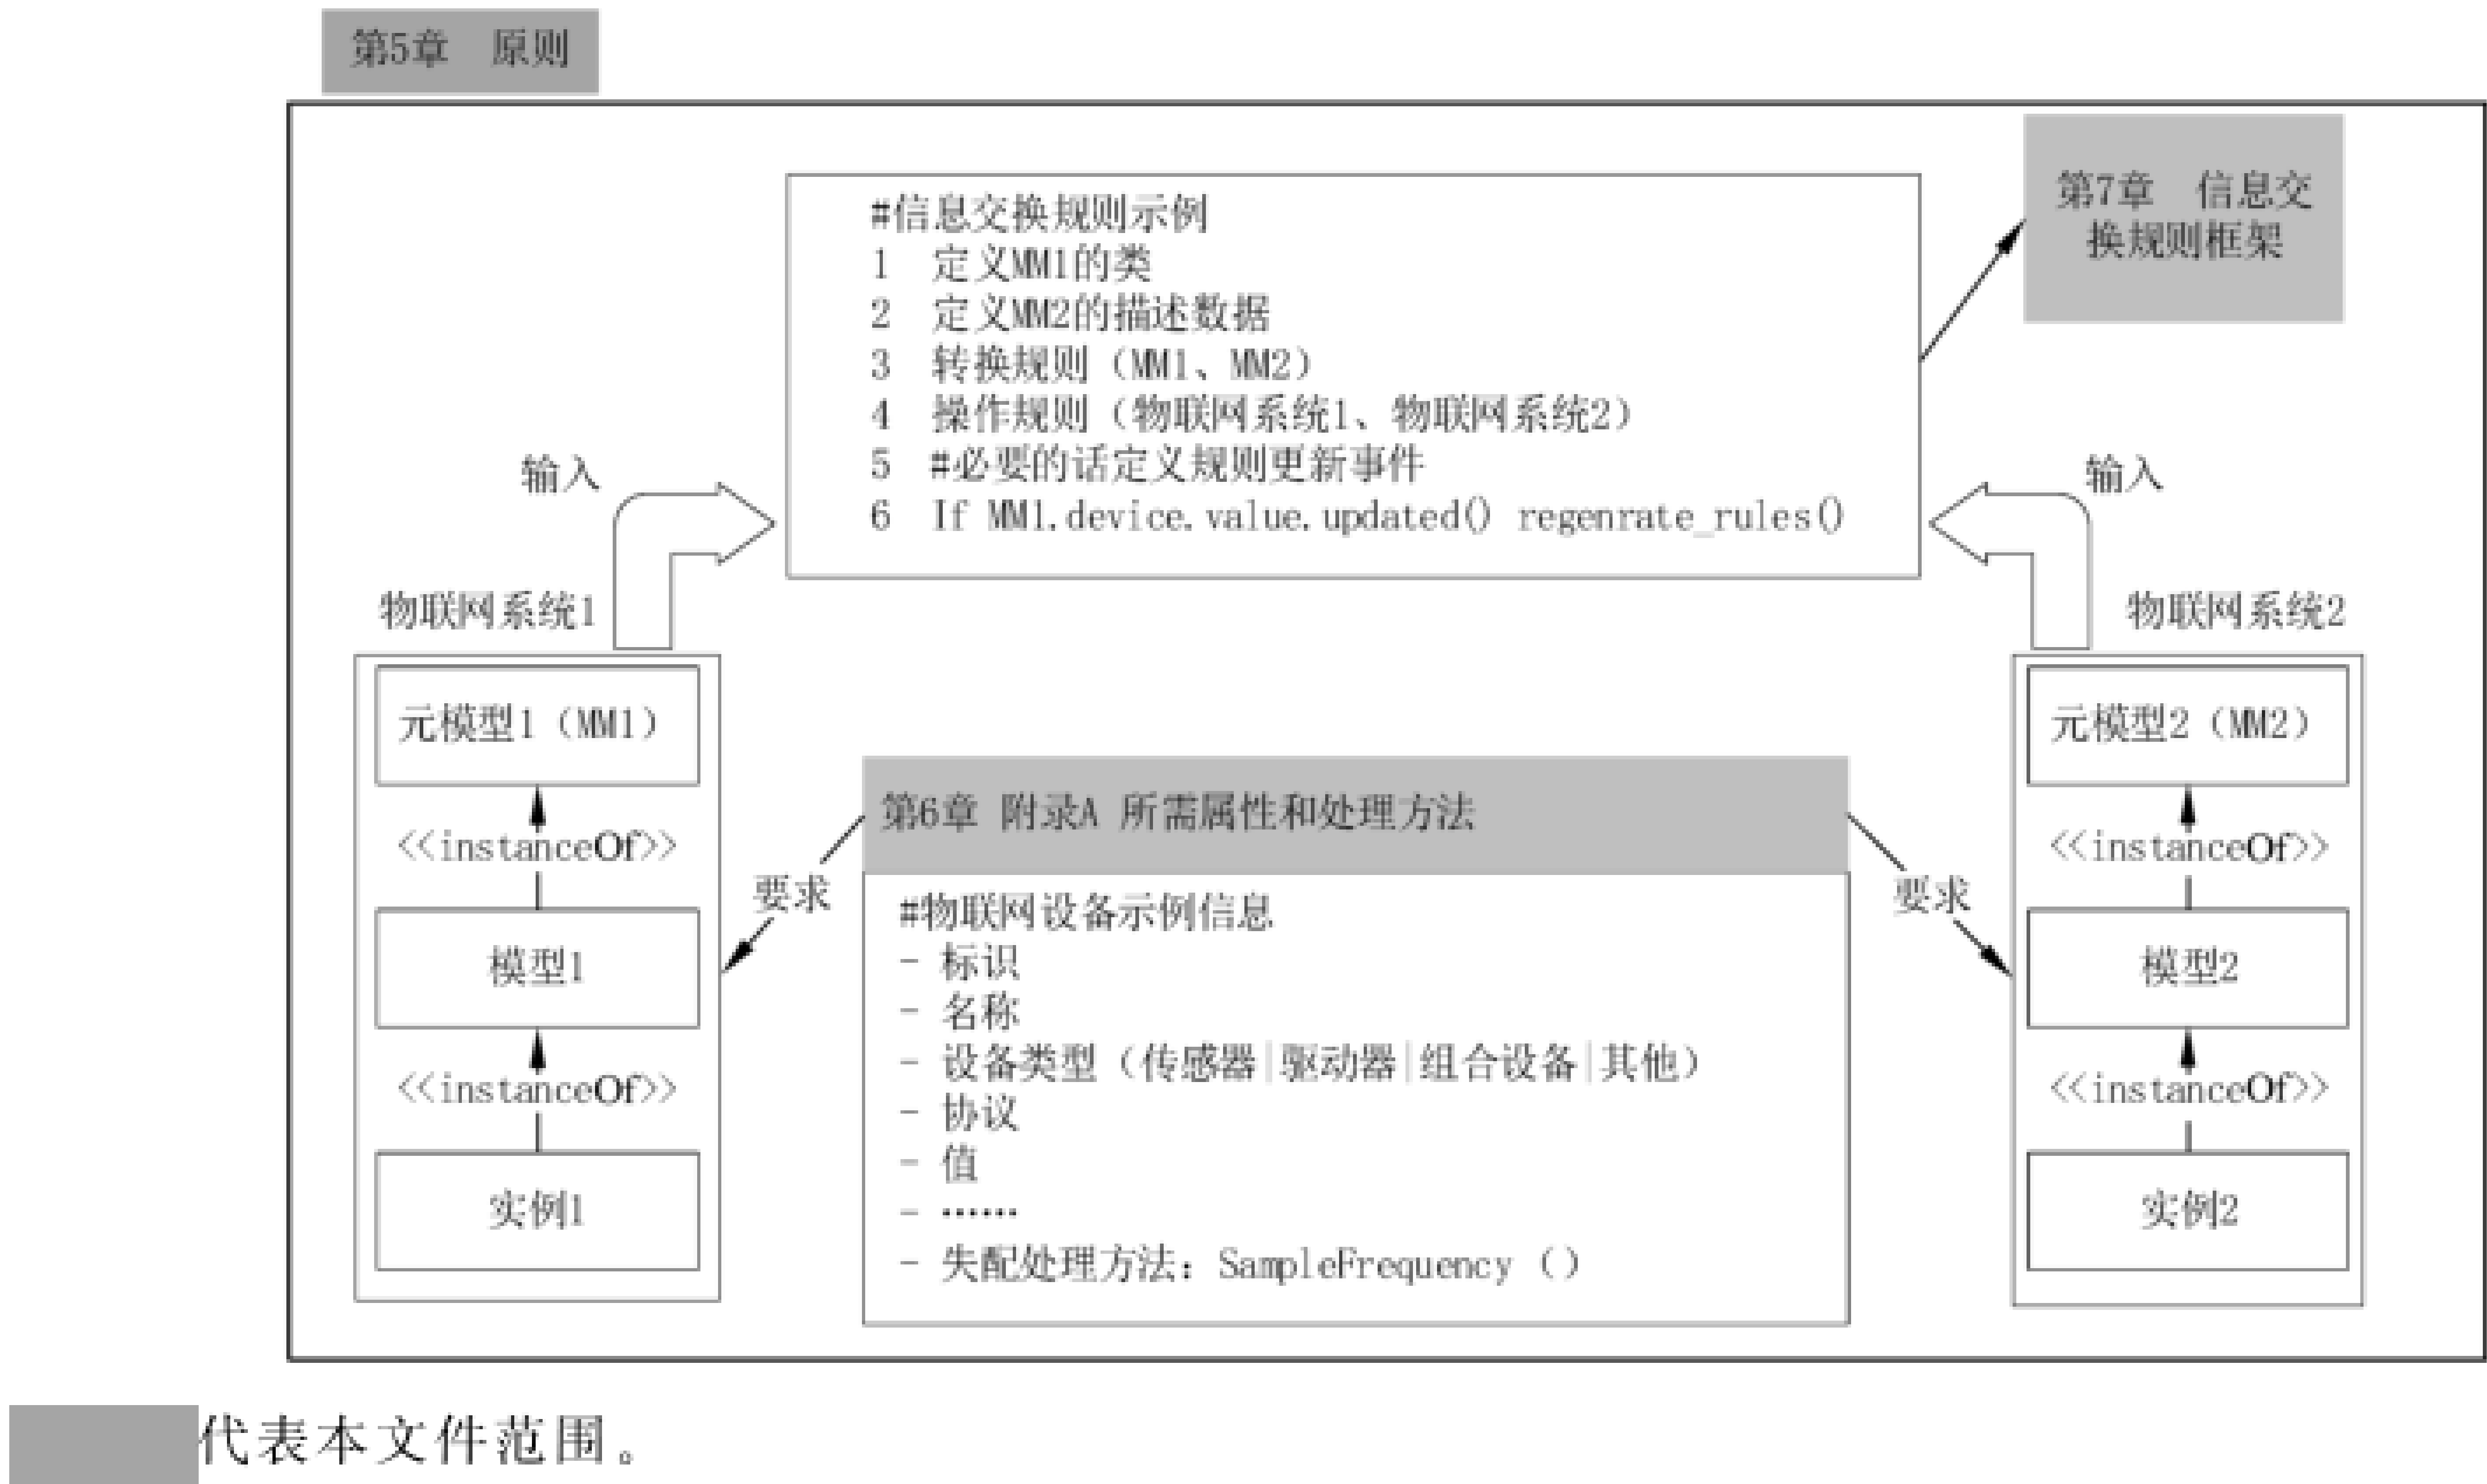 第5章 原则
#信息交换规则示例
1 定义MM1的类
2 定义MM2的描述数据
3 转换规则（MM1、MM2）
4 操作规则（物联网系统1、物联网系统2）
5 #必要的话定义规则更新事件
6 If MM1.device.value.updated() regenrate_rules()
第7章 信息交
换规则框架
输入
输入
物联网系统1
物联网系统2
元模型1（MM1）
<<instanceOf>>
模型1
<<instanceOf>>
实例1
要求
第6章 附录A 所需属性和处理方法
#物联网设备示例信息
- 标识
- 名称
- 设备类型（传感器|驱动器|组合设备|其他）
- 协议
- 值
- ……
- 失配处理方法：SampleFrequency（）
要求
元模型2（MM2）
<<instanceOf>>
模型2
<<instanceOf>>
实例2
代表本文件范围。